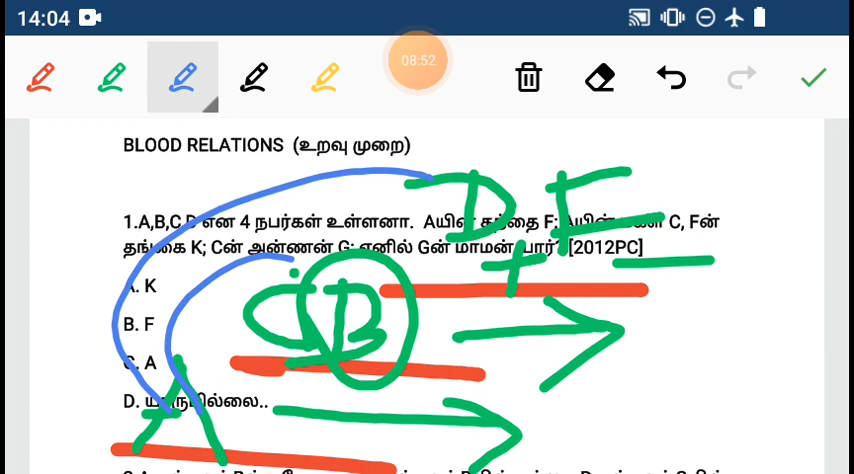 14:04
08:52
BLOOD RELATIONS (உறவு முறை)
D E
1.A,B,C,D என 4 நபர்கள் உள்ளனர். Aயின் தந்தை F; Aயின் மகள் C, Fன்
தங்கை K; Cன் அண்ணன் G; எனில் Gன் மாமன் யார்? [2012PC]
A. K
B. F
C B
C. A
D. யாருமில்லை..
A